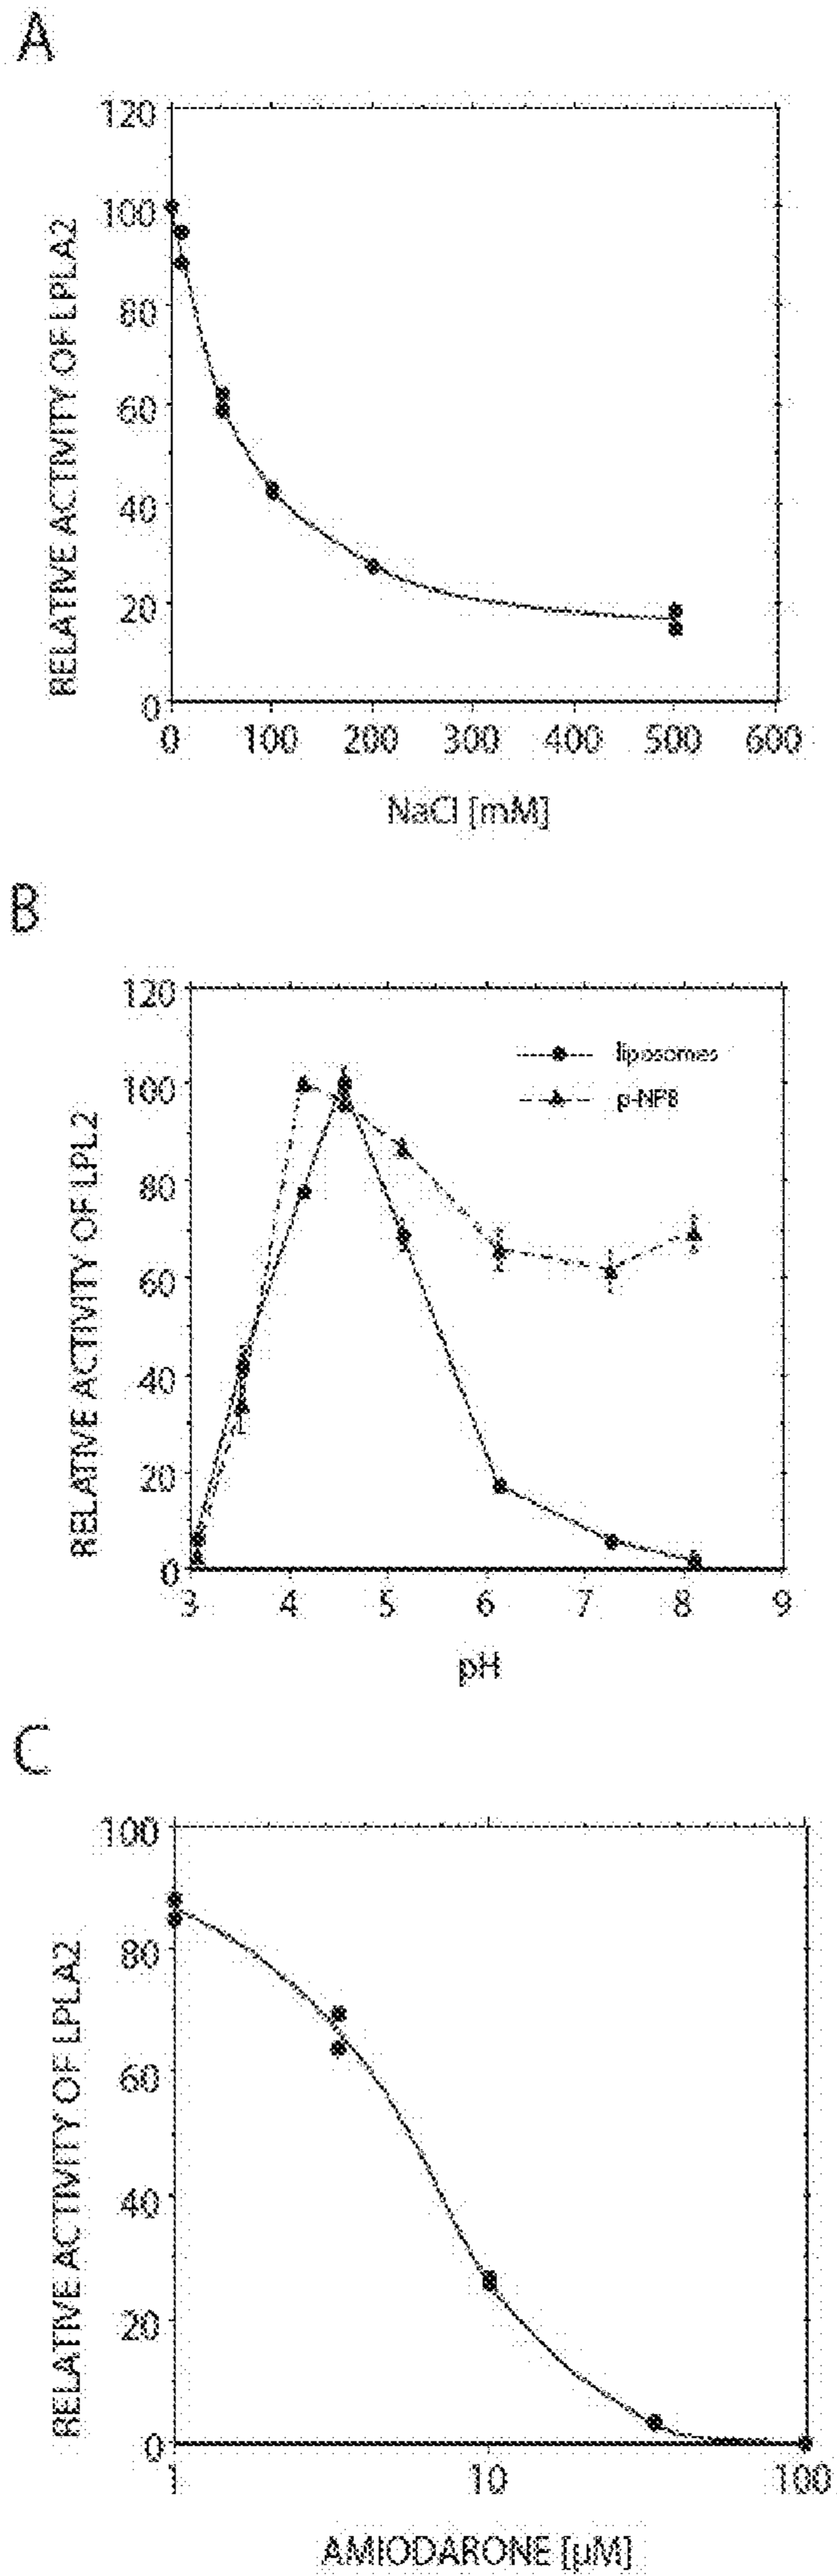 A
RELATIVE ACTIVITY OF LPLA2
120
100
80
60
40
20
0
0 100 200 300 400 500 600
NaCl [mM]
B
RELATIVE ACTIVITY OF LPL2
120
100
80
60
40
20
0
liposomes
p-NPB
3 4 5 6 7 8 9
pH
C
RELATIVE ACTIVITY OF LPLA2
100
80
60
40
20
0
1 10 100
AMIODARONE [µM]